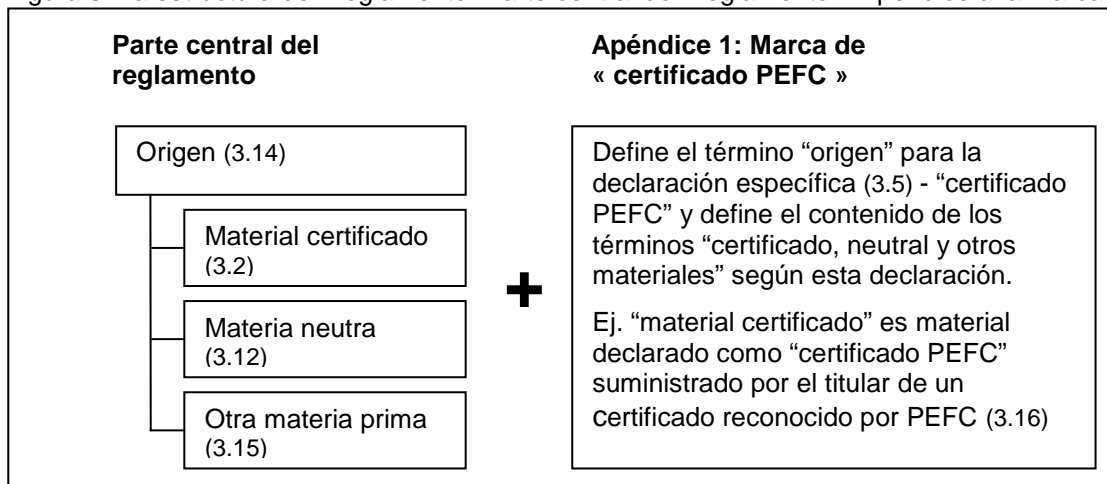 Parte central del
reglamento
Apéndice 1: Marca de
« certificado PEFC »
Origen (3.14)
Material certificado
(3.2)
Materia neutra
(3.12)
Otra materia prima
(3.15)
+
Define el término “origen” para la
declaración específica (3.5) - “certificado
PEFC” y define el contenido de los
términos “certificado, neutral y otros
materiales” según esta declaración.
Ej. “material certificado” es material
declarado como “certificado PEFC”
suministrado por el titular de un
certificado reconocido por PEFC (3.16)